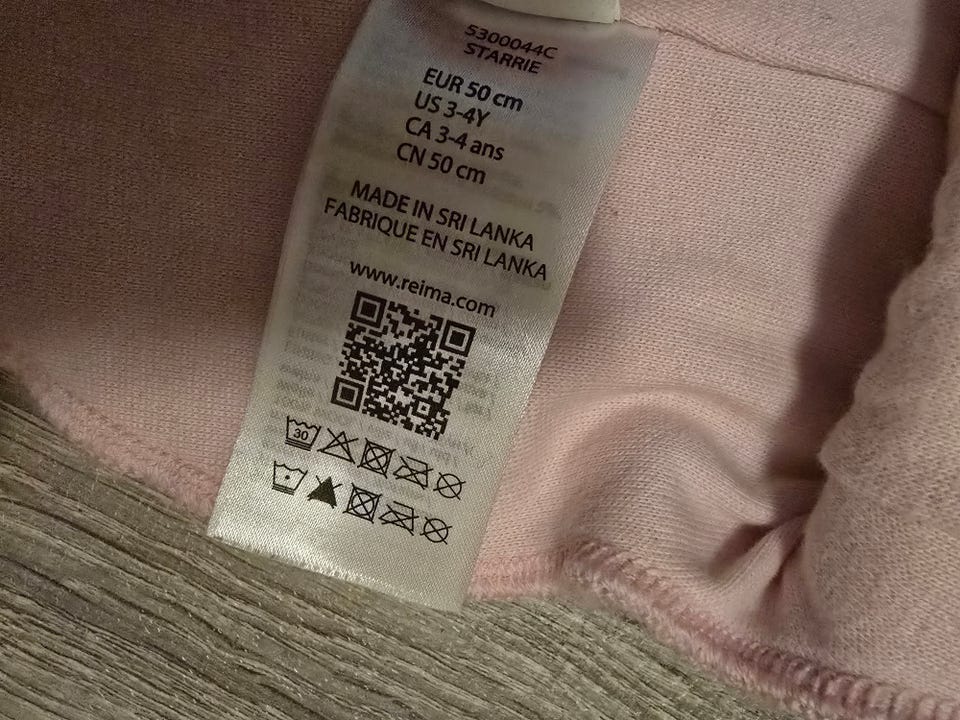 5300044C
STARRIE
EUR 50 cm
US 3-4Y
CA 3-4 ans
CN 50 cm
MADE IN SRI LANKA
FABRIQUE EN SRI LANKA
www.reima.com
30